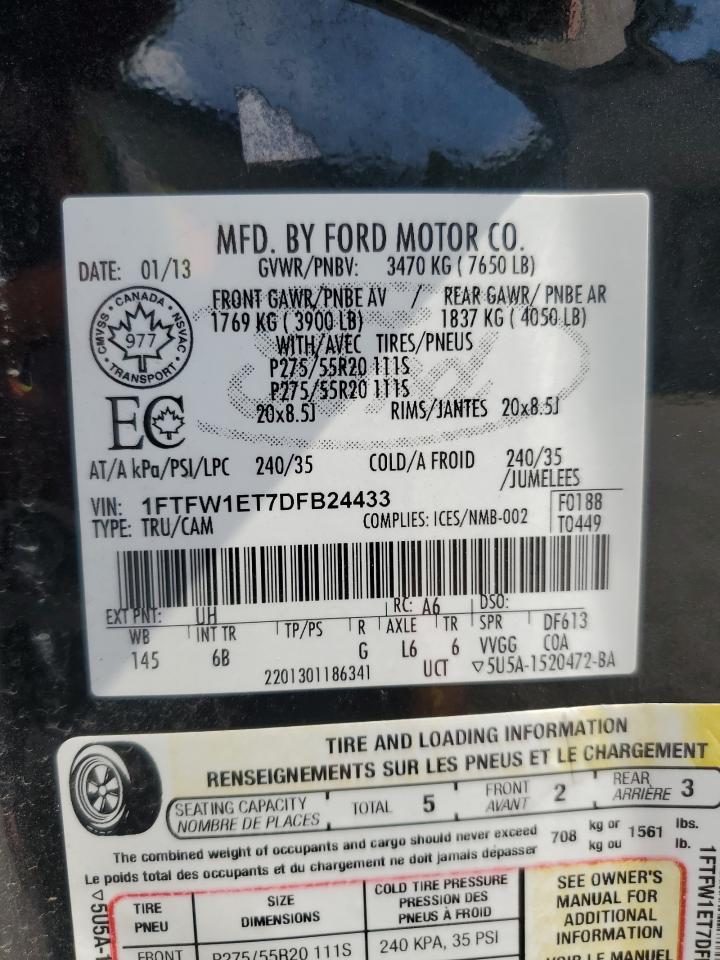 MFD. BY FORD MOTOR CO.
DATE: 01/13 GVWR/PNBV: 3470 KG ( 7650 LB)
FRONT GAWR/PNBE AV / REAR GAWR/ PNBE AR
1769 KG ( 3900 LB) 1837 KG ( 4050 LB)
WITH/AVEC TIRES/PNEUS
P275/55R20 111S
P275/55R20 111S
20x8.5J RIMS/JANTES 20x8.5J
CANADA
CMVSS • NSVAC
977
TRANSPORT
EC
AT/A kPa/PSI/LPC 240/35 COLD/A FROID 240/35
/JUMELEES
VIN: 1FTFW1ET7DFB24433 F0188
TYPE: TRU/CAM COMPLIES: ICES/NMB-002 T0449
EXT PNT: UH RC: A6 DSO:
WB INT TR TP/PS R AXLE TR SPR DF613
145 6B G L6 6 VVGG COA
2201301186341 UCT ▽5U5A-1520472-BA
TIRE AND LOADING INFORMATION
RENSEIGNEMENTS SUR LES PNEUS ET LE CHARGEMENT
SEATING CAPACITY TOTAL 5 FRONT 2 REAR 3
NOMBRE DE PLACES AVANT ARRIÈRE
The combined weight of occupants and cargo should never exceed 708 kg or 1561 lbs.
Le poids total des occupants et du chargement ne doit jamais dépasser kg ou lb.
TIRE SIZE COLD TIRE PRESSURE
PNEU DIMENSIONS PRESSION DES
PNEUS À FROID
FRONT P275/55R20 111S 240 KPA, 35 PSI
SEE OWNER'S
MANUAL FOR
ADDITIONAL
INFORMATION
VOIR LE MANUEL
▽5U5A-1
1FTFW1ET7DF